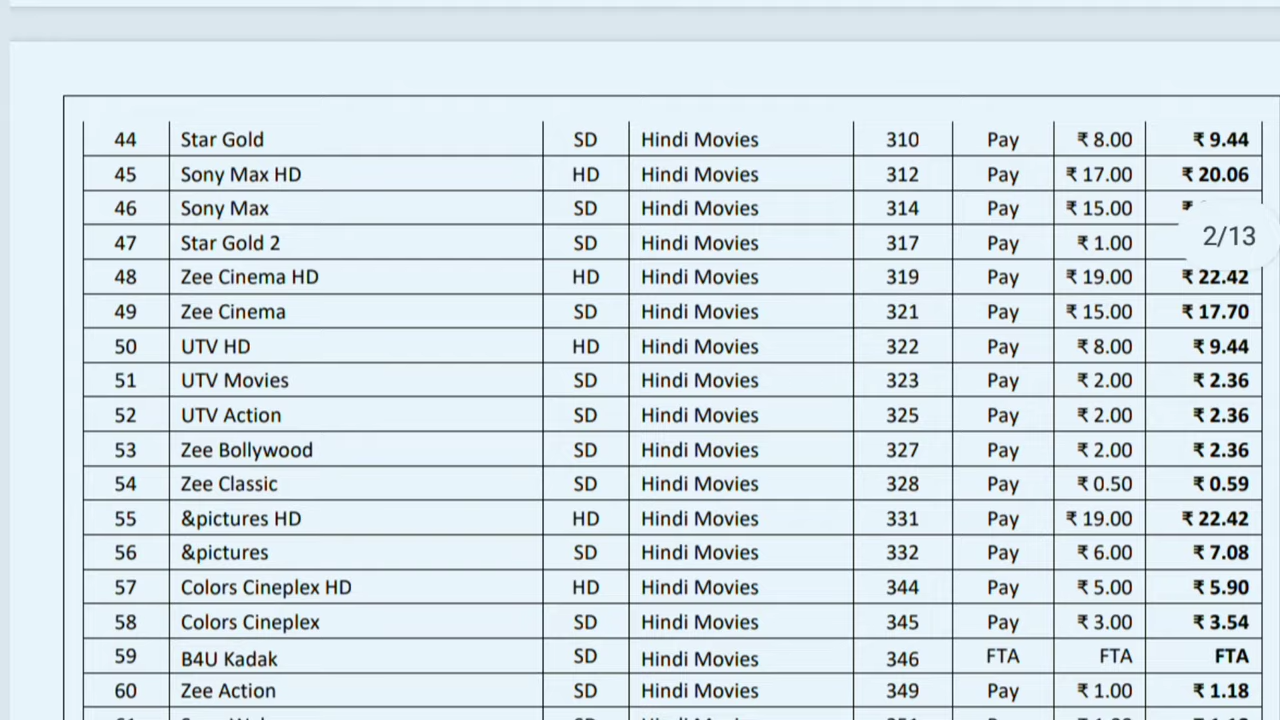 44 Star Gold SD Hindi Movies 310 Pay ₹ 8.00 ₹ 9.44
45 Sony Max HD HD Hindi Movies 312 Pay ₹ 17.00 ₹ 20.06
46 Sony Max SD Hindi Movies 314 Pay ₹ 15.00 ₹
47 Star Gold 2 SD Hindi Movies 317 Pay ₹ 1.00
2/13
48 Zee Cinema HD HD Hindi Movies 319 Pay ₹ 19.00 ₹ 22.42
49 Zee Cinema SD Hindi Movies 321 Pay ₹ 15.00 ₹ 17.70
50 UTV HD HD Hindi Movies 322 Pay ₹ 8.00 ₹ 9.44
51 UTV Movies SD Hindi Movies 323 Pay ₹ 2.00 ₹ 2.36
52 UTV Action SD Hindi Movies 325 Pay ₹ 2.00 ₹ 2.36
53 Zee Bollywood SD Hindi Movies 327 Pay ₹ 2.00 ₹ 2.36
54 Zee Classic SD Hindi Movies 328 Pay ₹ 0.50 ₹ 0.59
55 &pictures HD HD Hindi Movies 331 Pay ₹ 19.00 ₹ 22.42
56 &pictures SD Hindi Movies 332 Pay ₹ 6.00 ₹ 7.08
57 Colors Cineplex HD HD Hindi Movies 344 Pay ₹ 5.00 ₹ 5.90
58 Colors Cineplex SD Hindi Movies 345 Pay ₹ 3.00 ₹ 3.54
59 B4U Kadak SD Hindi Movies 346 FTA FTA FTA
60 Zee Action SD Hindi Movies 349 Pay ₹ 1.00 ₹ 1.18